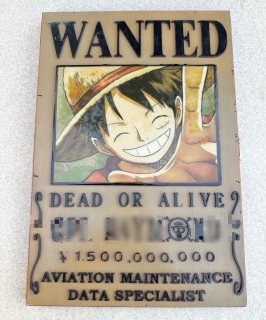 WANTED
DEAD OR ALIVE
¥ 1,500,000,000
AVIATION MAINTENANCE
DATA SPECIALIST